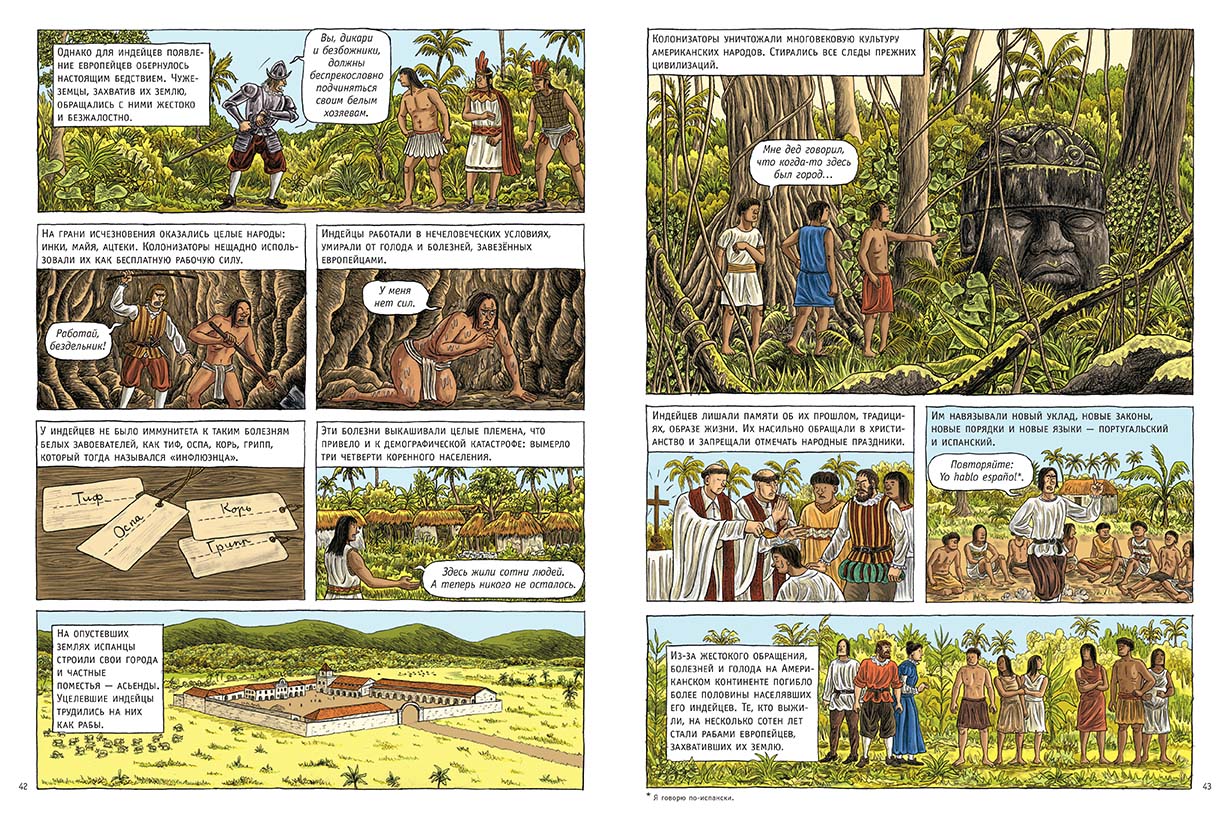 Однако для индейцев появле-
ние европейцев обернулось
настоящим бедствием. Чуже-
земцы, захватив их землю,
обращались с ними жестоко
и безжалостно.
Вы, дикари
и безбожники,
должны
беспрекословно
подчиняться
своим белым
хозяевам.
На грани исчезновения оказались целые народы:
инки, майя, ацтеки. Колонизаторы нещадно исполь-
зовали их как бесплатную рабочую силу.
Работай,
бездельник!
Индейцы работали в нечеловеческих условиях,
умирали от голода и болезней, завезённых
европейцами.
У меня
нет сил.
У индейцев не было иммунитета к таким болезням
белых завоевателей, как тиф, оспа, корь, грипп,
который тогда назывался «инфлюэнца».
Тиф
Оспа
Корь
Грипп
Эти болезни выкашивали целые племена, что
привело и к демографической катастрофе: вымерло
три четверти коренного населения.
Здесь жили сотни людей.
А теперь никого не осталось.
На опустевших
землях испанцы
строили свои города
и частные
поместья — асьенды.
Уцелевшие индейцы
трудились на них
как рабы.
42
Колонизаторы уничтожали многовековую культуру
американских народов. Стирались все следы прежних
цивилизаций.
Мне дед говорил,
что когда-то здесь
был город...
Индейцев лишали памяти об их прошлом, традици-
ях, образе жизни. Их насильно обращали в христи-
анство и запрещали отмечать народные праздники.
Им навязывали новый уклад, новые законы,
новые порядки и новые языки — португальский
и испанский.
Повторяйте:
Yo hablo español*.
Из-за жестокого обращения,
болезней и голода на Амери-
канском континенте погибло
более половины населявших
его индейцев. Те, кто выжи-
ли, на несколько сотен лет
стали рабами европейцев,
захвативших их землю.
* Я говорю по-испански.
43